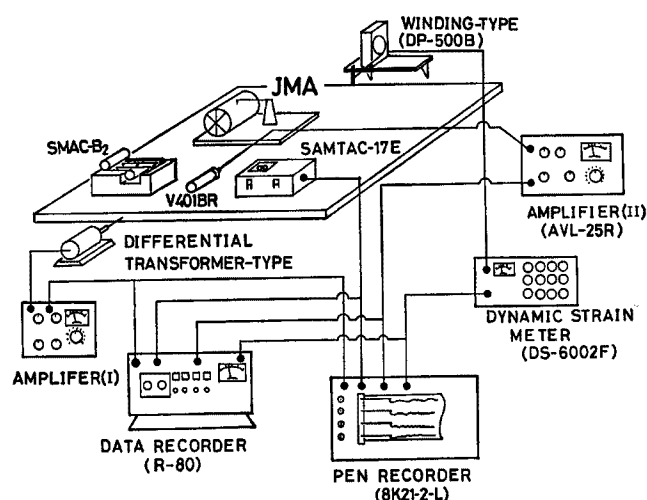 WINDING-TYPE
(DP-500B)
JMA
SMAC-B2
SAMTAC-17E
V401BR
AMPLIFIER(II)
(AVL-25R)
DIFFERENTIAL
TRANSFORMER-TYPE
DYNAMIC STRAIN
METER
(DS-6002F)
AMPLIFER(I)
DATA RECORDER
(R-80)
PEN RECORDER
(8K21-2-L)